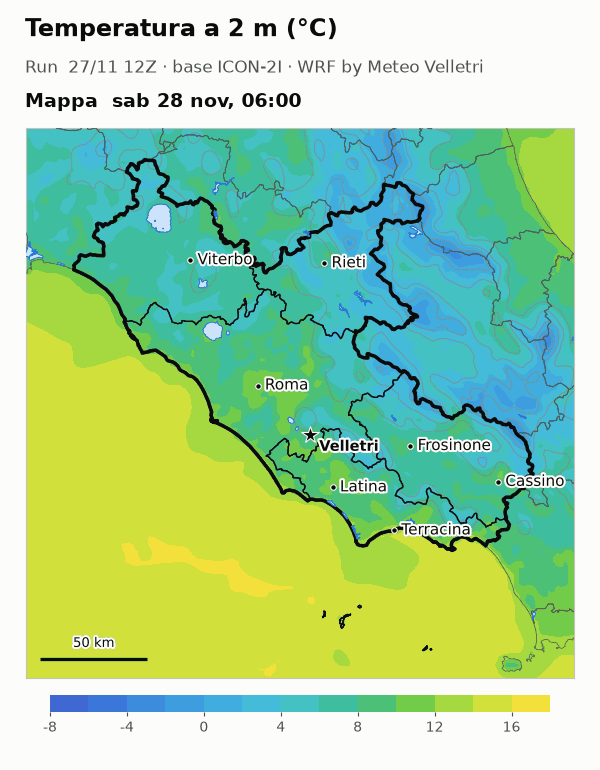 Temperatura a 2 m (°C)
Run  27/11 12Z · base ICON-2I · WRF by Meteo Velletri
Mappa  sab 28 nov, 06:00
Viterbo
Rieti
Roma
Velletri
Frosinone
Cassino
Latina
Terracina
50 km
-8 -4 0 4 8 12 16